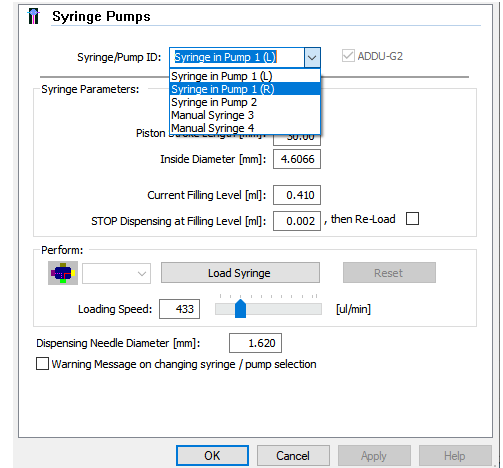 Syringe Pumps
Syringe/Pump ID: Syringe in Pump 1 (L) ADDU-G2
Syringe in Pump 1 (L)
Syringe in Pump 1 (R)
Syringe in Pump 2
Manual Syringe 3
Manual Syringe 4
Syringe Parameters:
Piston Stroke Length [mm]: 30.00
Inside Diameter [mm]: 4.6066
Current Filling Level [ml]: 0.410
STOP Dispensing at Filling Level [ml]: 0.002 , then Re-Load
Perform:
Load Syringe Reset
Loading Speed: 433 [ul/min]
Dispensing Needle Diameter [mm]: 1.620
Warning Message on changing syringe / pump selection
OK Cancel Apply Help